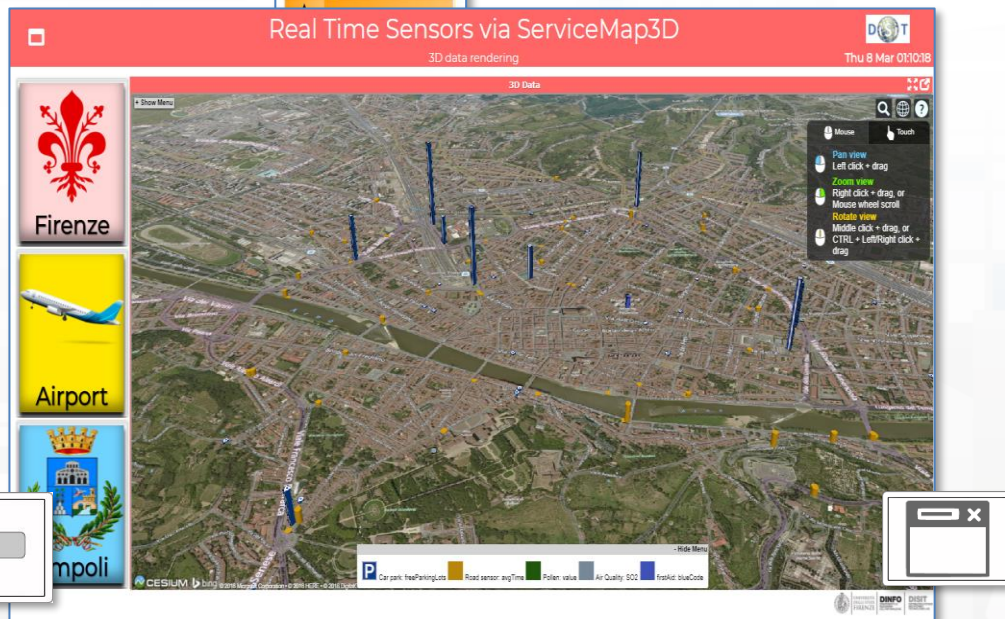 Real Time Sensors via ServiceMap3D
3D data rendering
DISIT
Thu 8 Mar 01:10:18
3D Data
+ Show Menu
Mouse
Touch
Pan view
Left click + drag
Zoom view
Right click + drag, or
Mouse wheel scroll
Rotate view
Middle click + drag, or
CTRL + Left/Right click +
drag
Firenze
Airport
mpoli
- Hide Menu
P Car park: freeParkingLots
Road sensor: avgTime
Pollen: value
Air Quality: SO2
firstAid: blueCode
CESIUM bing
UNIVERSITÀ
FIRENZE
DINFO
DISIT